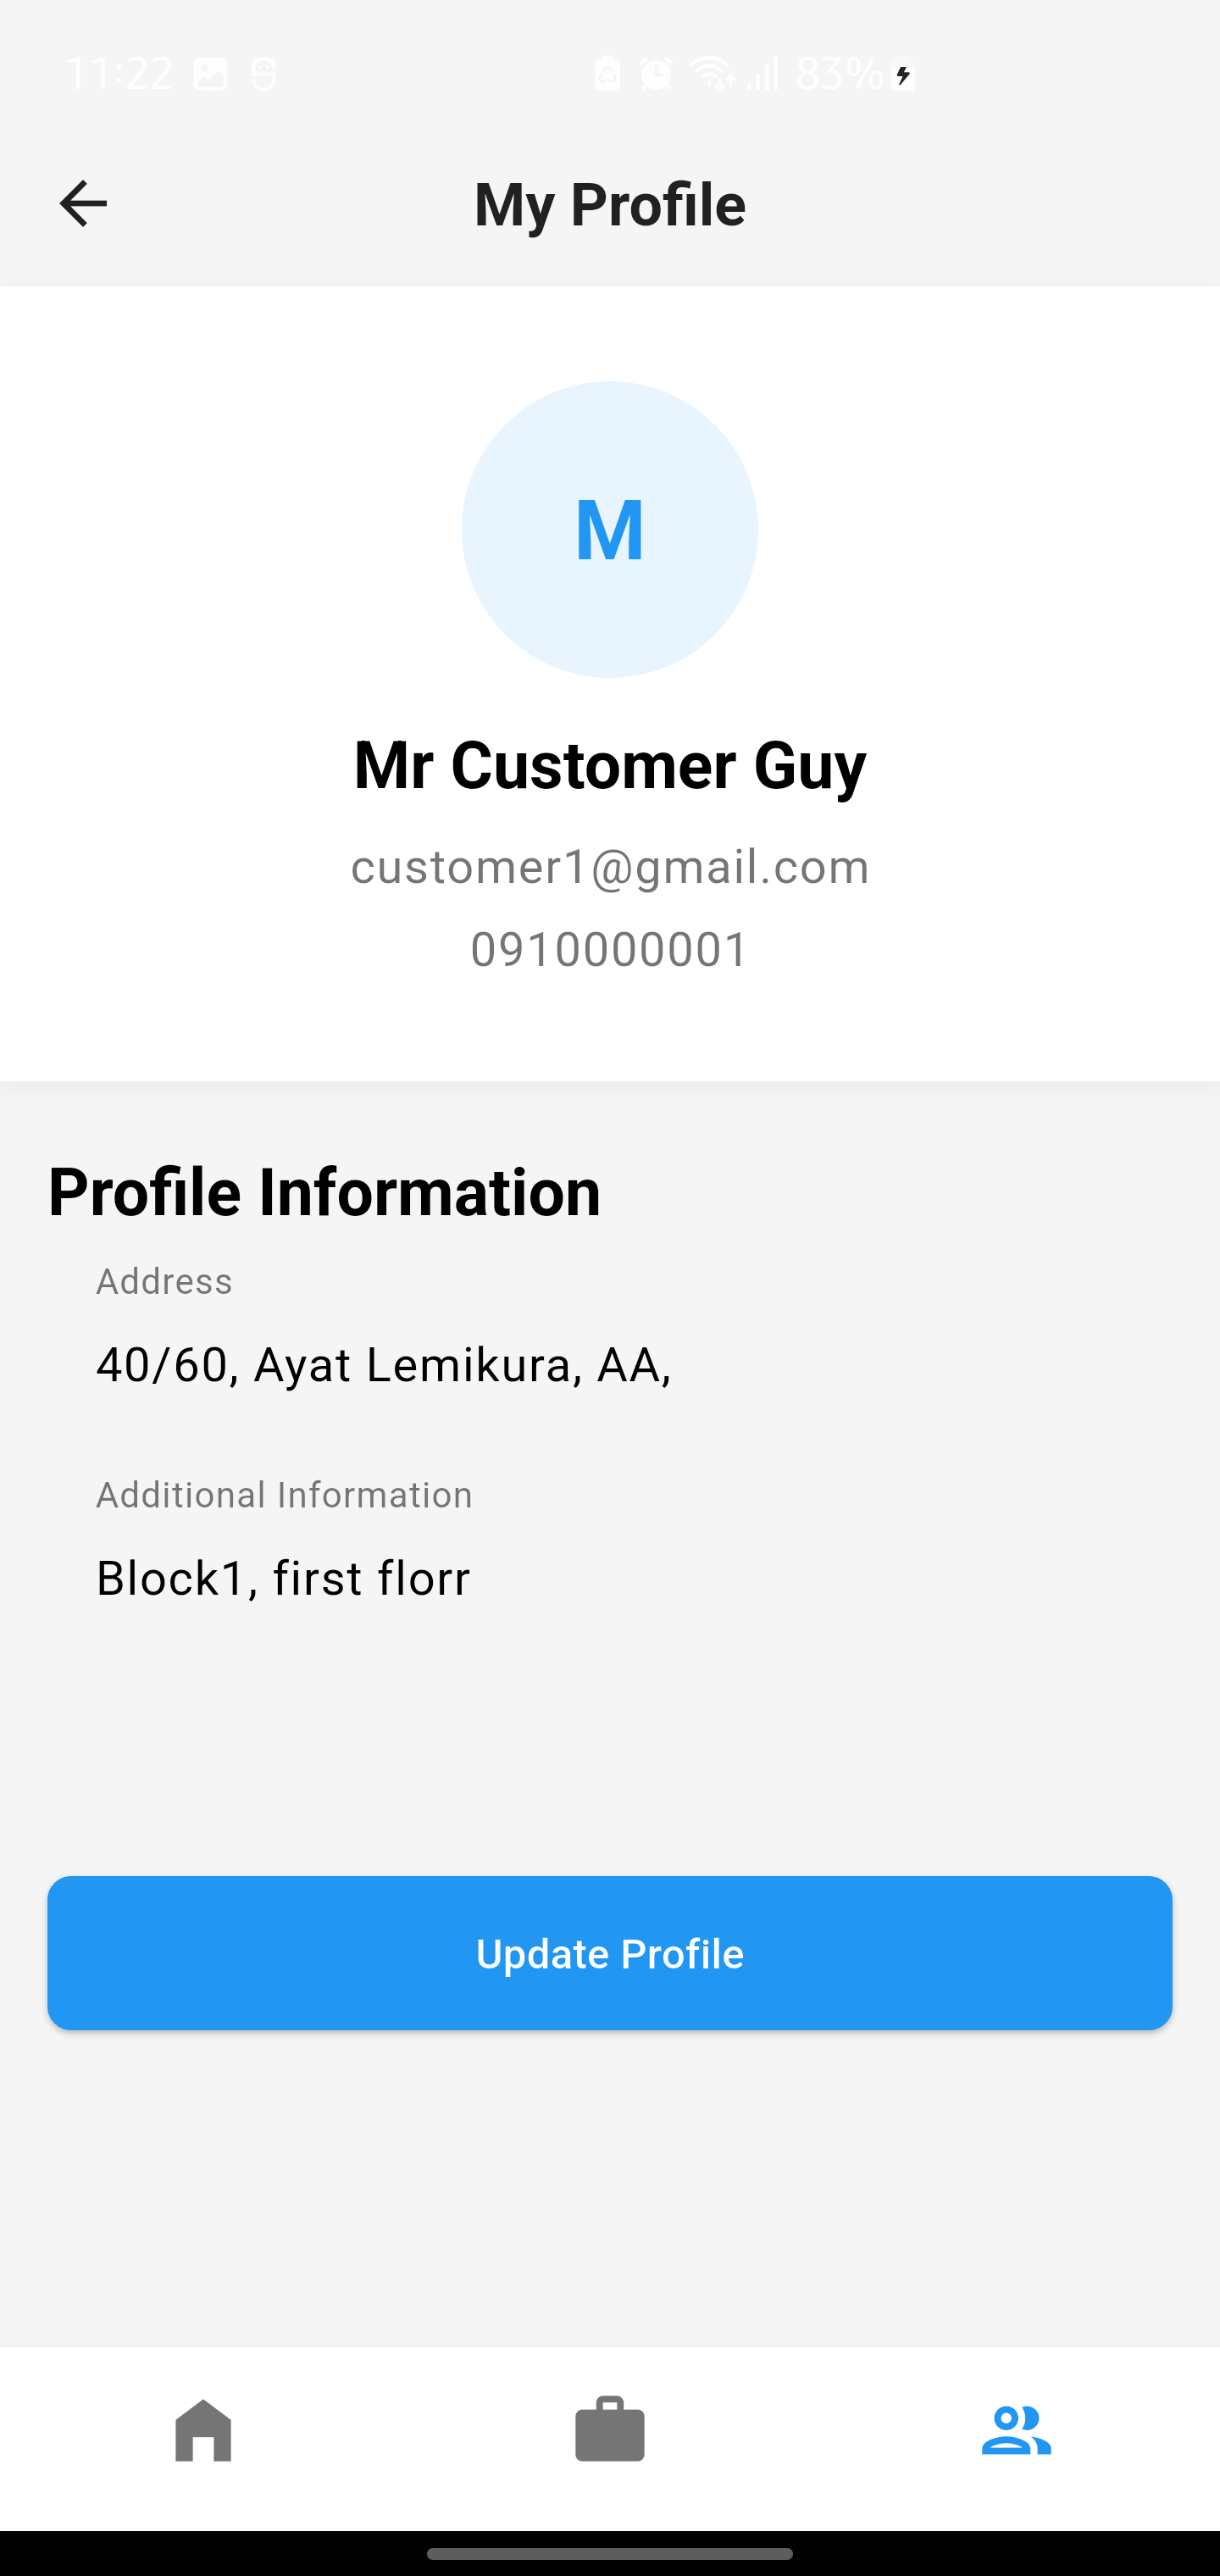 11:22 83%
My Profile
M
Mr Customer Guy
customer1@gmail.com
0910000001
Profile Information
Address
40/60, Ayat Lemikura, AA,
Additional Information
Block1, first florr
Update Profile